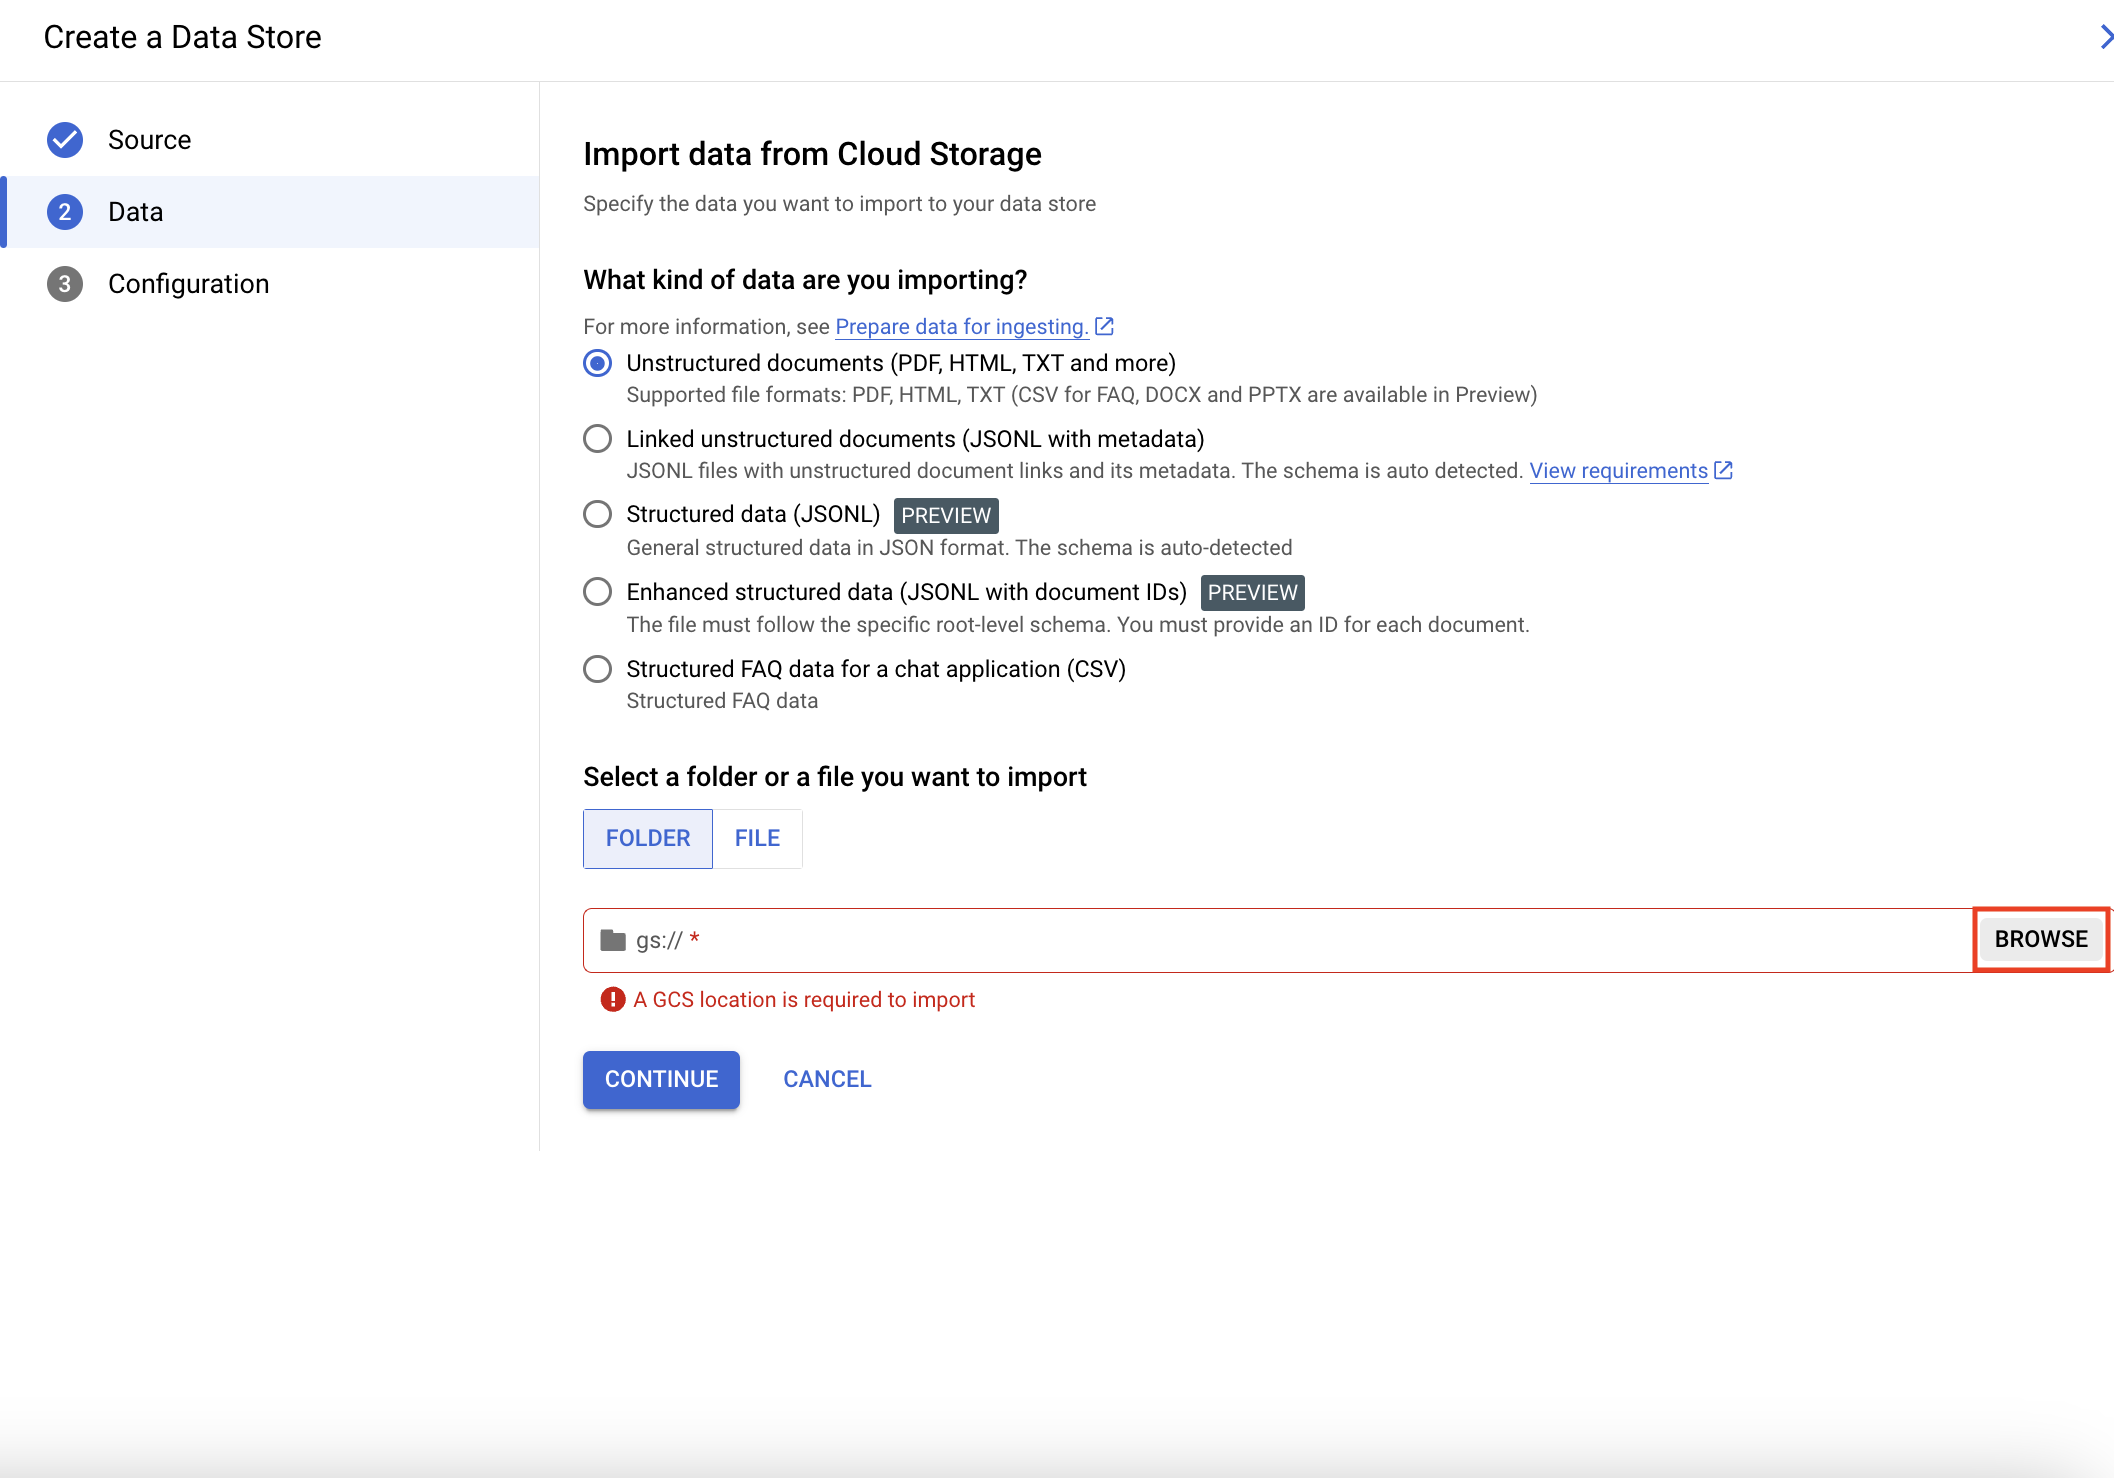 Create a Data Store
Source
2 Data
3 Configuration
Import data from Cloud Storage
Specify the data you want to import to your data store
What kind of data are you importing?
For more information, see Prepare data for ingesting.
Unstructured documents (PDF, HTML, TXT and more)
Supported file formats: PDF, HTML, TXT (CSV for FAQ, DOCX and PPTX are available in Preview)
Linked unstructured documents (JSONL with metadata)
JSONL files with unstructured document links and its metadata. The schema is auto detected. View requirements
Structured data (JSONL) PREVIEW
General structured data in JSON format. The schema is auto-detected
Enhanced structured data (JSONL with document IDs) PREVIEW
The file must follow the specific root-level schema. You must provide an ID for each document.
Structured FAQ data for a chat application (CSV)
Structured FAQ data
Select a folder or a file you want to import
FOLDER FILE
gs:// * BROWSE
A GCS location is required to import
CONTINUE CANCEL